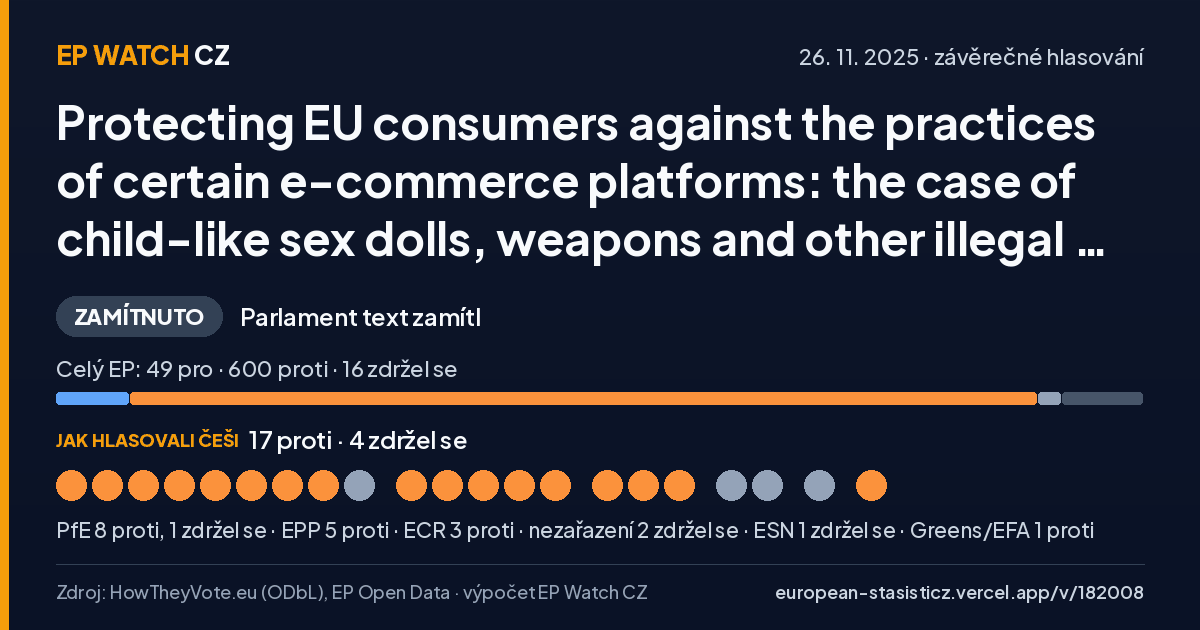 EP WATCH CZ
26. 11. 2025 · závěrečné hlasování
Protecting EU consumers against the practices
of certain e-commerce platforms: the case of
child-like sex dolls, weapons and other illegal …
ZAMÍTNUTO Parlament text zamítl
Celý EP: 49 pro · 600 proti · 16 zdržel se
JAK HLASOVALI ČEŠI 17 proti · 4 zdržel se
PfE 8 proti, 1 zdržel se · EPP 5 proti · ECR 3 proti · nezařazení 2 zdržel se · ESN 1 zdržel se · Greens/EFA 1 proti
Zdroj: HowTheyVote.eu (ODbL), EP Open Data · výpočet EP Watch CZ
european-stasisticz.vercel.app/v/182008